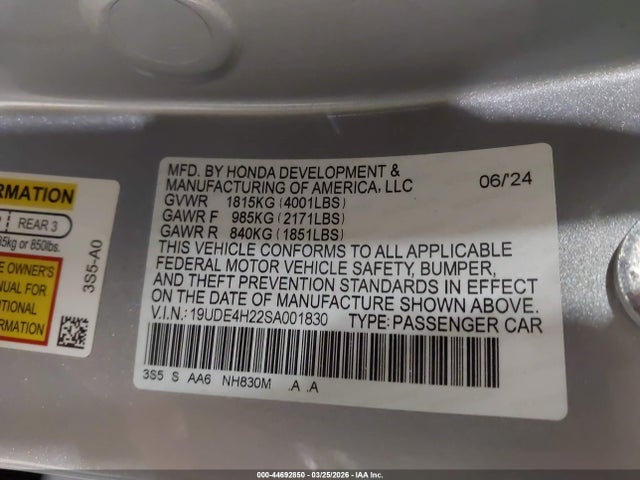 MFD. BY HONDA DEVELOPMENT &
MANUFACTURING OF AMERICA, LLC 06/'24
GVWR 1815KG (4001LBS)
GAWR F 985KG (2171LBS)
GAWR R 840KG (1851LBS)
THIS VEHICLE CONFORMS TO ALL APPLICABLE
FEDERAL MOTOR VEHICLE SAFETY, BUMPER,
AND THEFT PREVENTION STANDARDS IN EFFECT
ON THE DATE OF MANUFACTURE SHOWN ABOVE.
V.I.N.: 19UDE4H22SA001830 TYPE: PASSENGER CAR
3S5 S AA6 NH830M .A .A
REAR 3
850lbs.
OWNER'S
FOR
3S5-A0
000-44692850 - 03/25/2026 - IAA Inc.